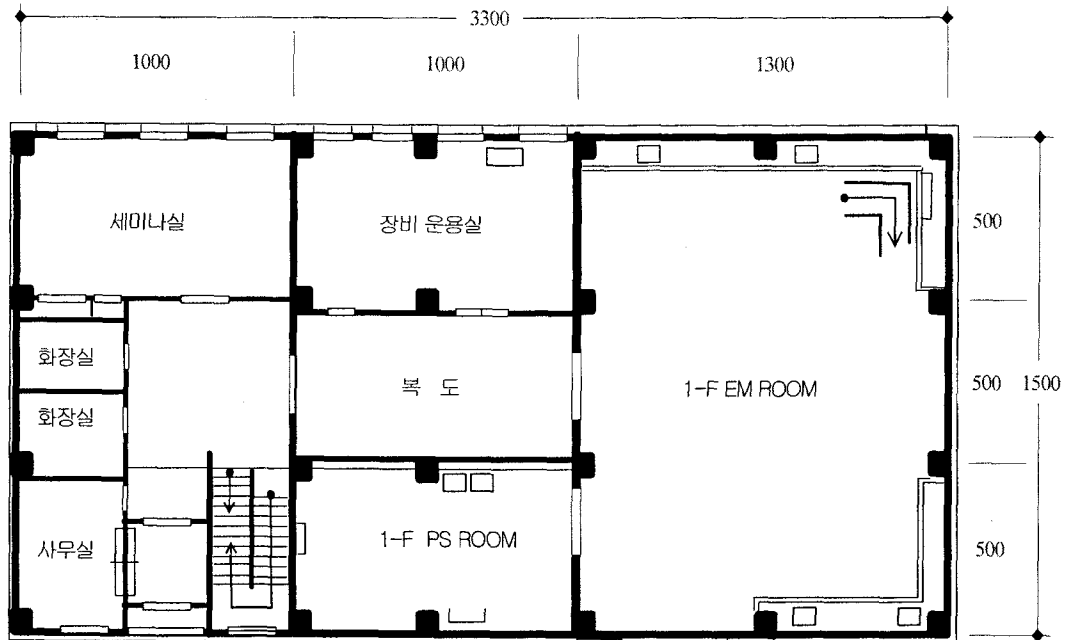 3300
1000
1000
1300
세미나실
장비 운용실
500
화장실
복 도
1-F EM ROOM
500
1500
화장실
사무실
1-F PS ROOM
500